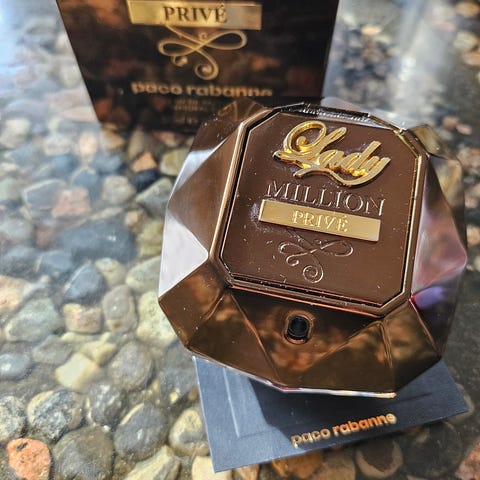 PRIVÉ
paco rabanne
Lady
MILLION
PRIVÉ
paco rabanne